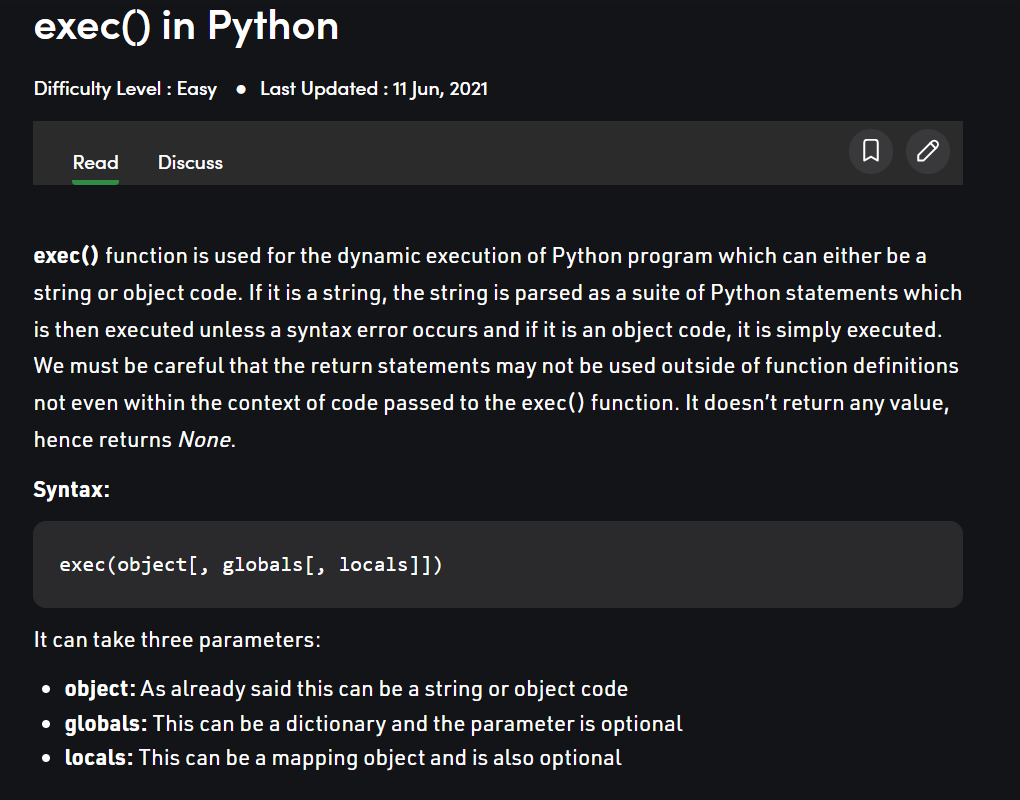 exec() in Python
Difficulty Level : Easy ● Last Updated : 11 Jun, 2021
Read Discuss
exec() function is used for the dynamic execution of Python program which can either be a
string or object code. If it is a string, the string is parsed as a suite of Python statements which
is then executed unless a syntax error occurs and if it is an object code, it is simply executed.
We must be careful that the return statements may not be used outside of function definitions
not even within the context of code passed to the exec() function. It doesn’t return any value,
hence returns None.
Syntax:
exec(object[, globals[, locals]])
It can take three parameters:
• object: As already said this can be a string or object code
• globals: This can be a dictionary and the parameter is optional
• locals: This can be a mapping object and is also optional